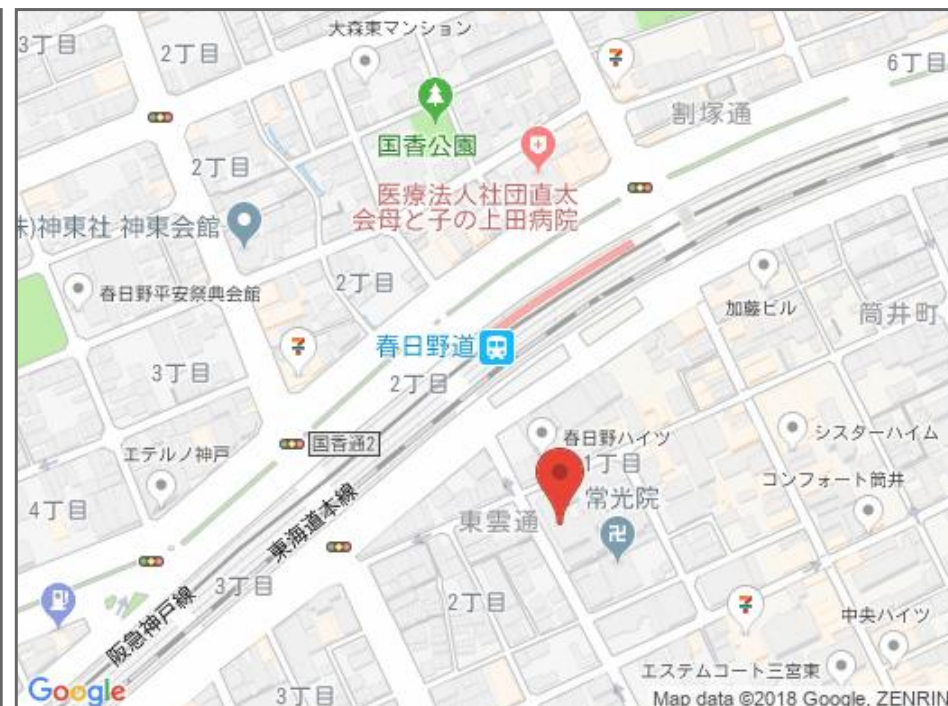 大森東マンション
3丁目
2丁目
6丁目
割塚通
国香公園
2丁目
医療法人社団直太
会母と子の上田病院
)神東社 神東会館
2丁目
春日野平安祭典会館
加藤ビル
筒井町
春日野道
3丁目
2丁目
国香通2
春日野ハイツ
シスターハイム
エテルノ神戸
1丁目
コンフォート筒井
4丁目
常光院
東雲通
東海道本線
3丁目
2丁目
阪急神戸線
中央ハイツ
エステムコート三宮東
Google
3丁目
Map data ©2018 Google, ZENRIN